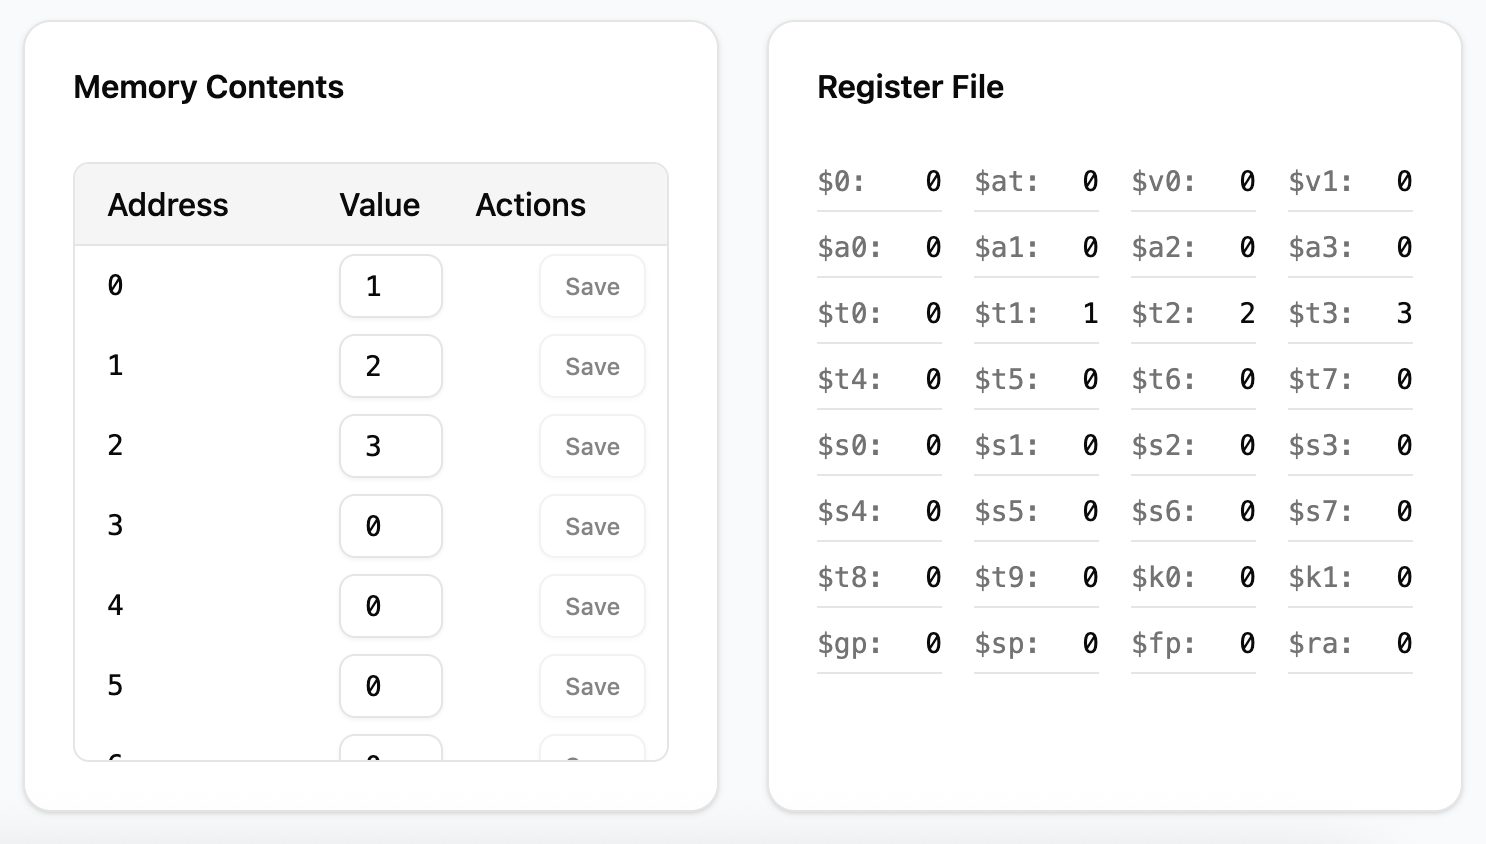 Memory Contents
Address Value Actions
0 1 Save
1 2 Save
2 3 Save
3 0 Save
4 0 Save
5 0 Save
Register File
$0: 0 $at: 0 $v0: 0 $v1: 0
$a0: 0 $a1: 0 $a2: 0 $a3: 0
$t0: 0 $t1: 1 $t2: 2 $t3: 3
$t4: 0 $t5: 0 $t6: 0 $t7: 0
$s0: 0 $s1: 0 $s2: 0 $s3: 0
$s4: 0 $s5: 0 $s6: 0 $s7: 0
$t8: 0 $t9: 0 $k0: 0 $k1: 0
$gp: 0 $sp: 0 $fp: 0 $ra: 0